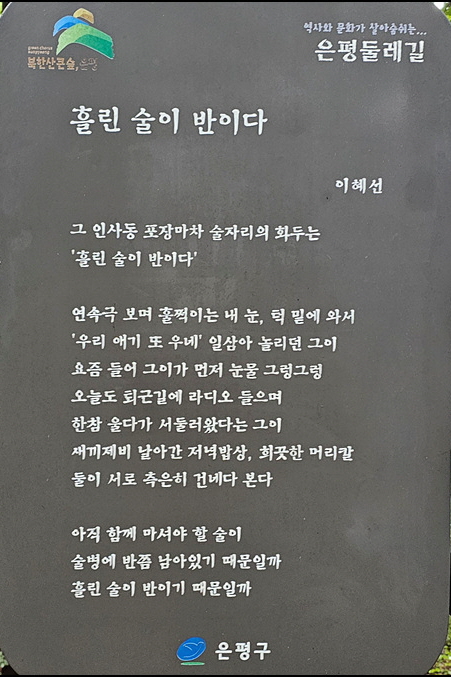 역사와 문화가 살아숨쉬는...
은평둘레길
북한산큰숲,
흘린 술이 반이다
이혜선
그 인사동 포장마차 술자리의 화두는
'흘린 술이 반이다'
연속극 보며 훌쩍이는 내 눈, 턱 밑에 와서
'우리 애기 또 우네' 일삼아 놀리던 그이
요즘 들어 그이가 먼저 눈물 그렁그렁
오늘도 퇴근길에 라디오 들으며
한참 울다가 서둘러왔다는 그이
새끼제비 날아간 저녁밥상, 희끗한 머리칼
둘이 서로 측은히 건네다 본다
아직 함께 마셔야 할 술이
술병에 반쯤 남아있기 때문일까
흘린 술이 반이기 때문일까
은평구